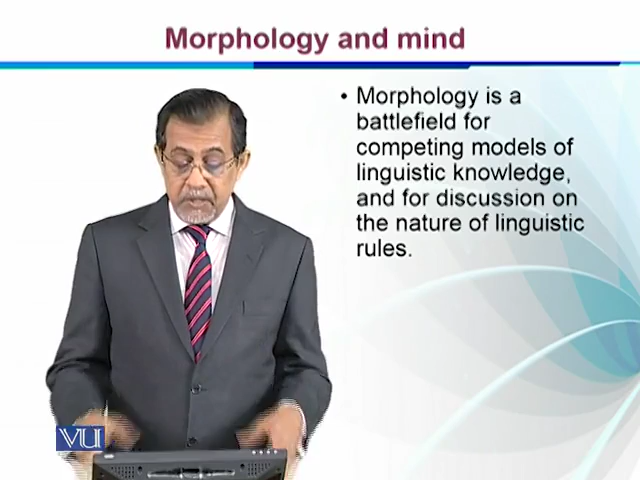 Morphology and mind
• Morphology is a
battlefield for
competing models of
linguistic knowledge,
and for discussion on
the nature of linguistic
rules.
VU